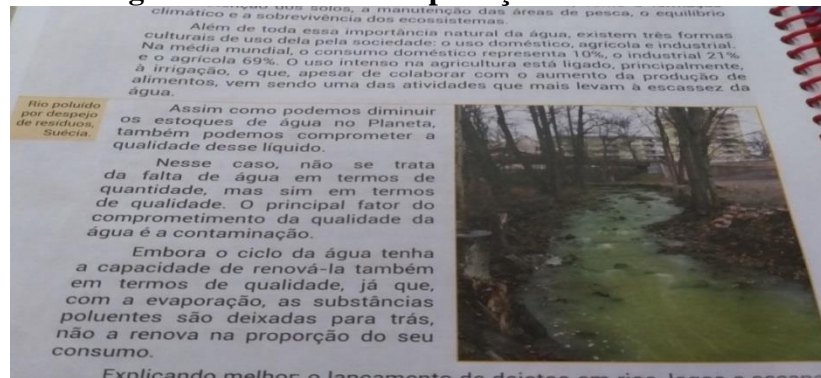 climático e a sobrevivência dos ecossistemas.
Além de toda essa importância natural da água, existem três formas
culturais de uso dela pela sociedade: o uso doméstico, agrícola e industrial.
Na média mundial, o consumo doméstico representa 10%, o industrial 21%
e o agrícola 69%. O uso intenso na agricultura está ligado, principalmente,
à irrigação, o que, apesar de colaborar com o aumento da produção de
alimentos, vem sendo uma das atividades que mais levam à escassez da
água.
Rio poluído
por despejo
de resíduos,
Suécia.
Assim como podemos diminuir
os estoques de água no Planeta,
também podemos comprometer a
qualidade desse líquido.
Nesse caso, não se trata
da falta de água em termos de
quantidade, mas sim em termos
de qualidade. O principal fator do
comprometimento da qualidade da
água é a contaminação.
Embora o ciclo da água tenha
a capacidade de renová-la também
em termos de qualidade, já que,
com a evaporação, as substâncias
poluentes são deixadas para trás,
não a renova na proporção do seu
consumo.
Explicando melhor: o lançamento de dejetos em rios, lagos